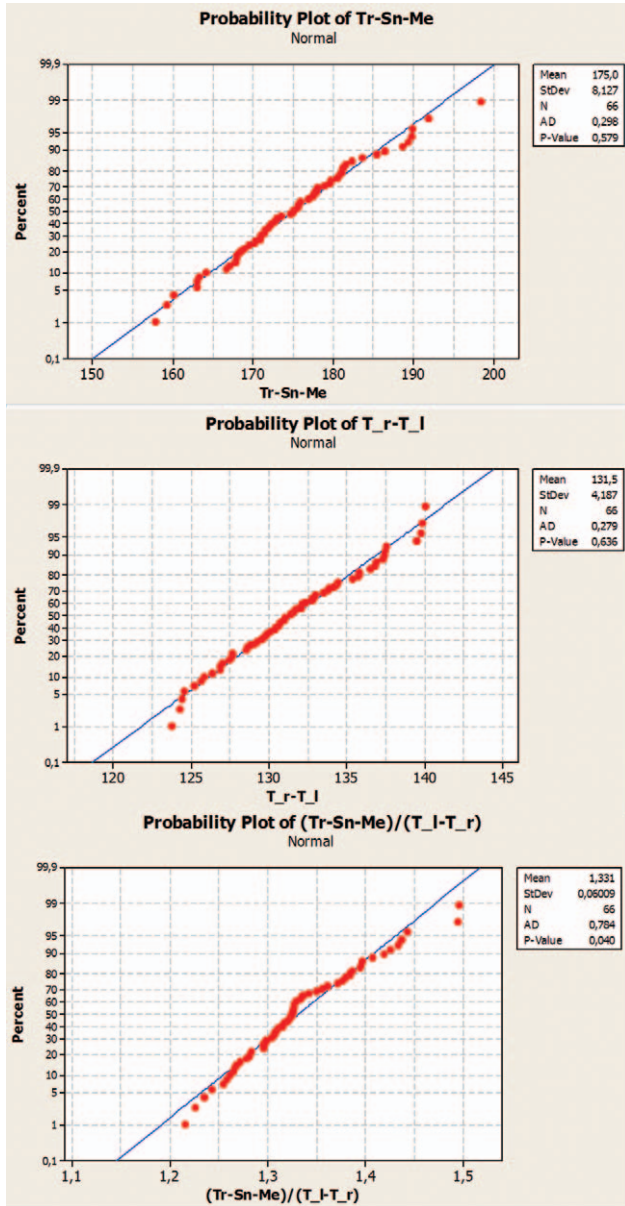 Probability Plot of Tr-Sn-Me
Normal
99,9
99
95
90
80
70
60
50
40
30
20
10
5
1
0,1
Percent
150 160 170 180 190 200
Tr-Sn-Me
Mean 175,0
StDev 8,127
N 66
AD 0,298
P-Value 0,579
Probability Plot of T_r-T_l
Normal
99,9
99
95
90
80
70
60
50
40
30
20
10
5
1
0,1
Percent
120 125 130 135 140 145
T_r-T_l
Mean 131,5
StDev 4,187
N 66
AD 0,279
P-Value 0,636
Probability Plot of (Tr-Sn-Me)/(T_l-T_r)
Normal
99,9
99
95
90
80
70
60
50
40
30
20
10
5
1
0,1
Percent
1,1 1,2 1,3 1,4 1,5
(Tr-Sn-Me)/(T_l-T_r)
Mean 1,331
StDev 0,06009
N 66
AD 0,784
P-Value 0,040